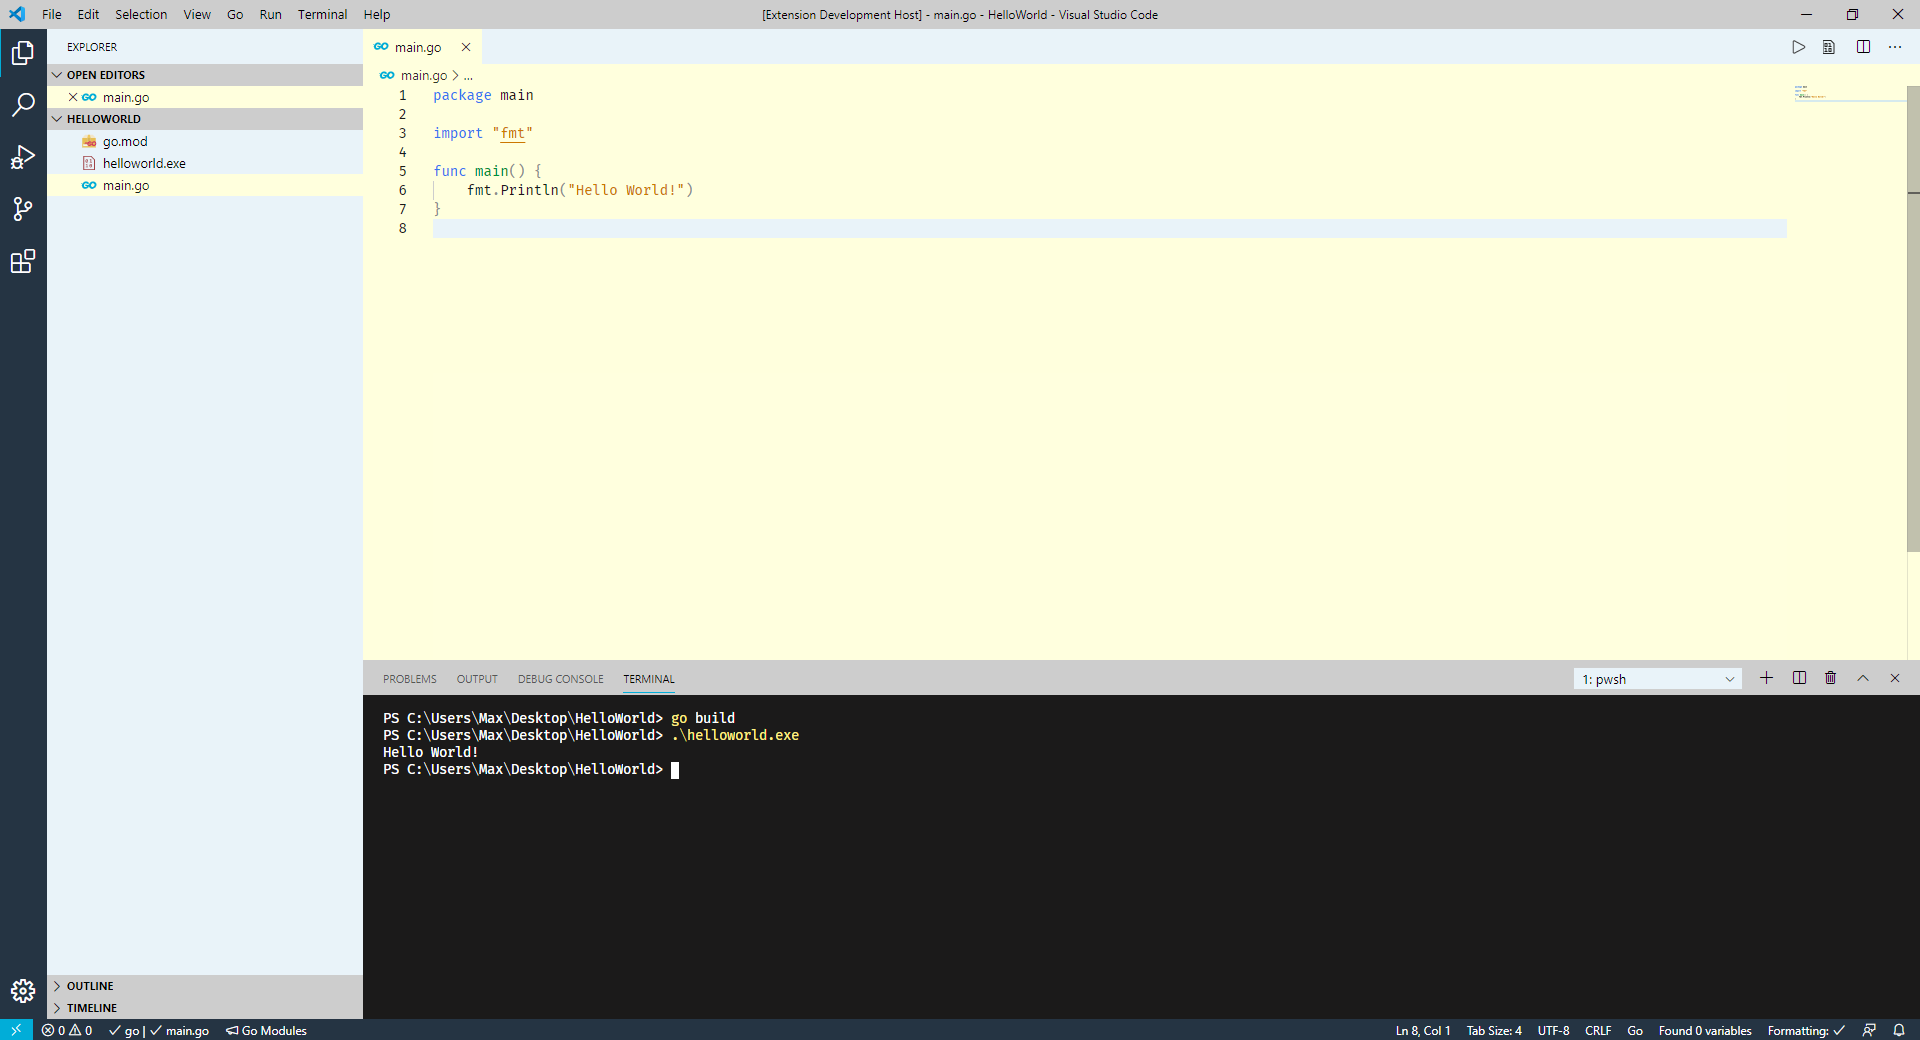 File Edit Selection View Go Run Terminal Help
[Extension Development Host] - main.go - HelloWorld - Visual Studio Code
EXPLORER
OPEN EDITORS
GO main.go
HELLOWORLD
GO go.mod
helloworld.exe
GO main.go
OUTLINE
TIMELINE
GO main.go
GO main.go > ...
1 package main
2
3 import "fmt"
4
5 func main() {
6 fmt.Println("Hello World!")
7 }
8
PROBLEMS OUTPUT DEBUG CONSOLE TERMINAL
1: pwsh
PS C:\Users\Max\Desktop\HelloWorld> go build
PS C:\Users\Max\Desktop\HelloWorld> .\helloworld.exe
Hello World!
PS C:\Users\Max\Desktop\HelloWorld>
0 0 go | main.go Go Modules
Ln 8, Col 1 Tab Size: 4 UTF-8 CRLF Go Found 0 variables Formatting: